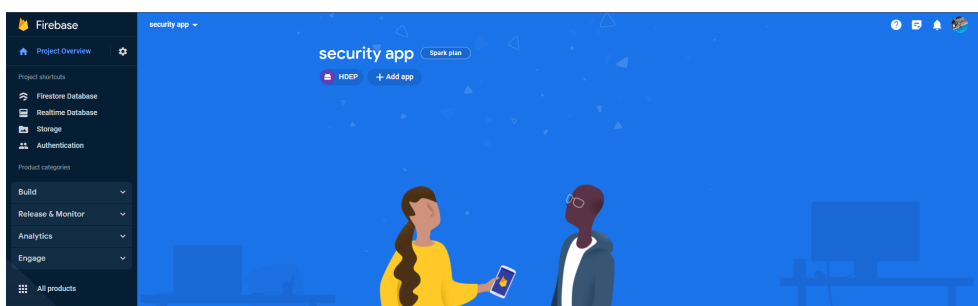 Firebase
security app
Project Overview
security app
Spark plan
HDEP
+ Add app
Project shortcuts
Firestore Database
Realtime Database
Storage
Authentication
Product categories
Build
Release & Monitor
Analytics
Engage
All products